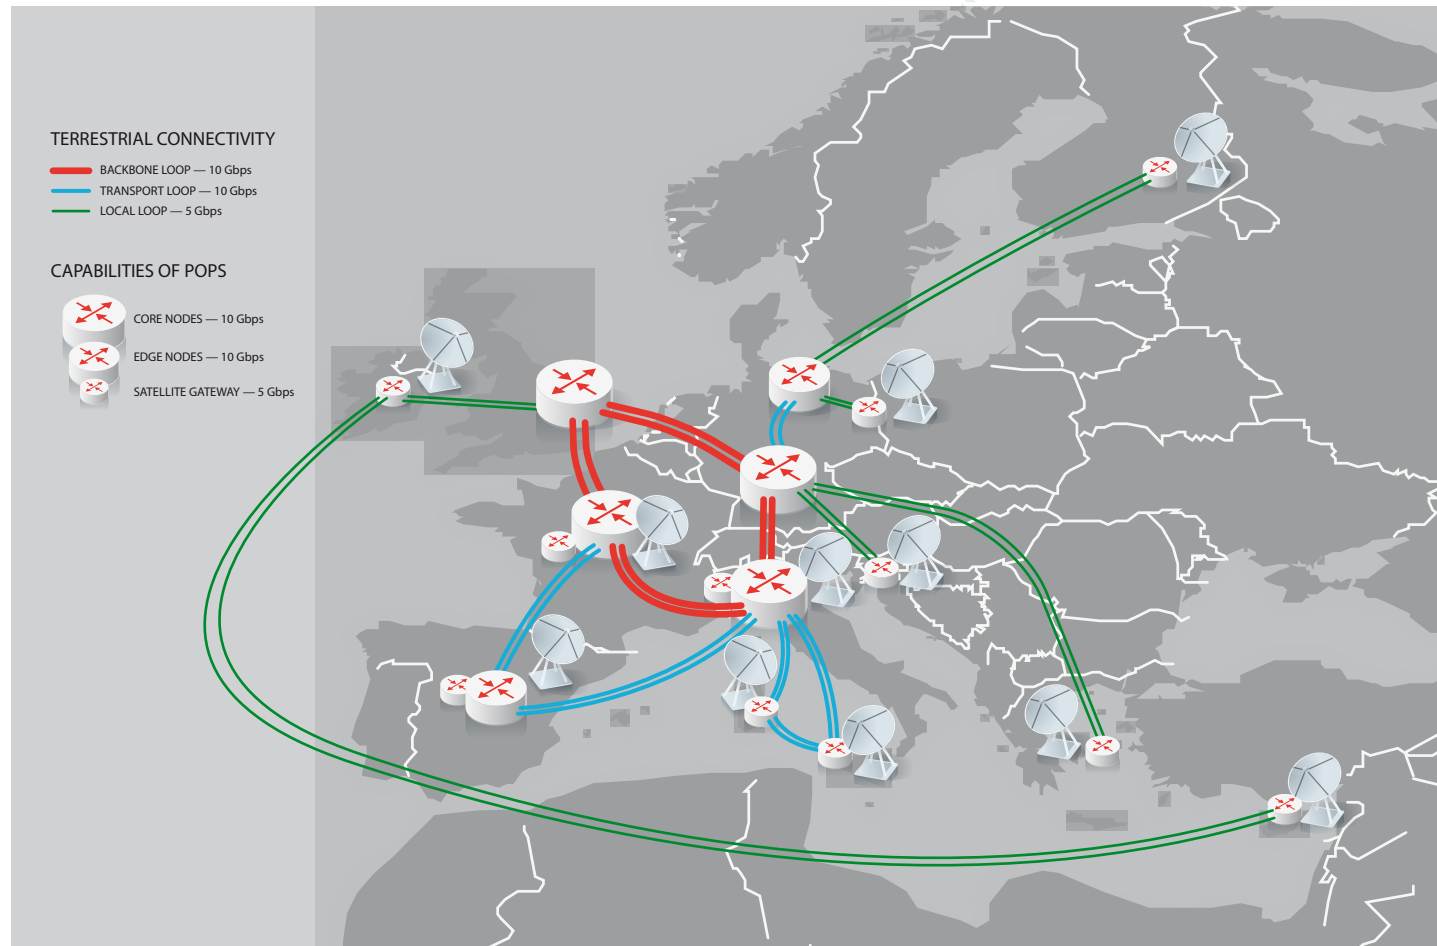 TERRESTRIAL CONNECTIVITY
BACKBONE LOOP — 10 Gbps
TRANSPORT LOOP — 10 Gbps
LOCAL LOOP — 5 Gbps
CAPABILITIES OF POPS
CORE NODES — 10 Gbps
EDGE NODES — 10 Gbps
SATELLITE GATEWAY — 5 Gbps